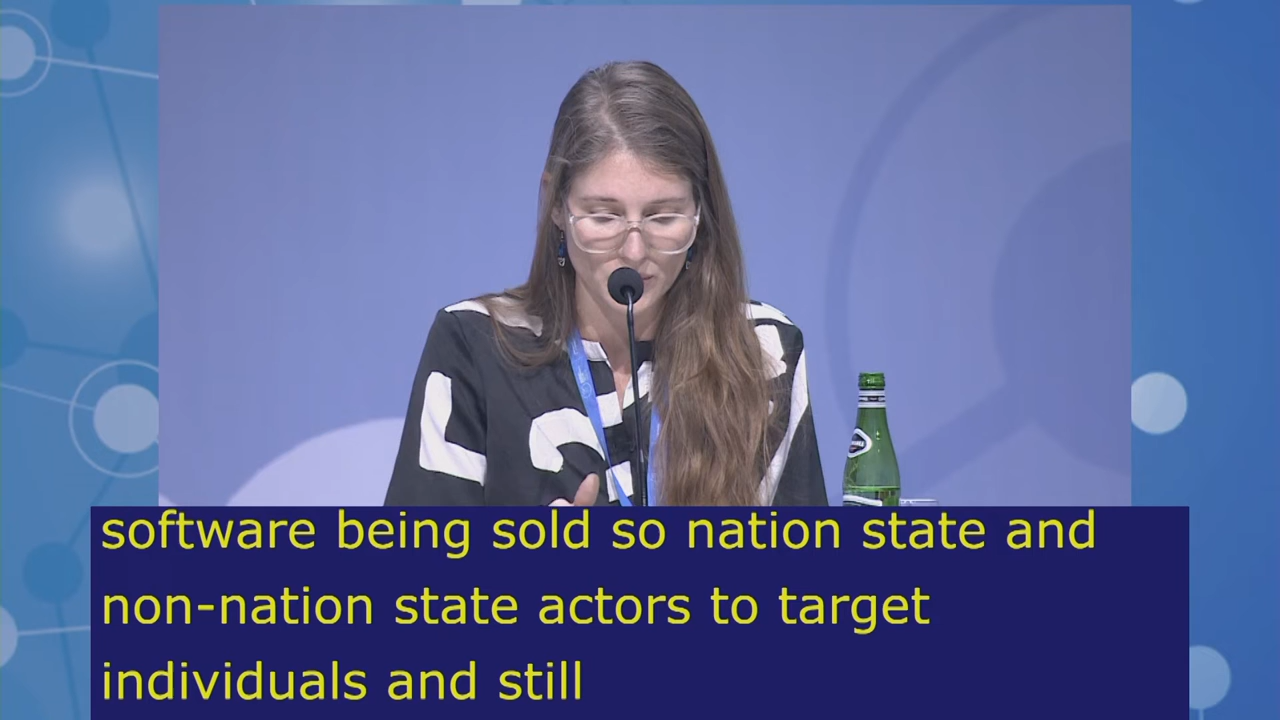 software being sold so nation state and
non-nation state actors to target
individuals and still